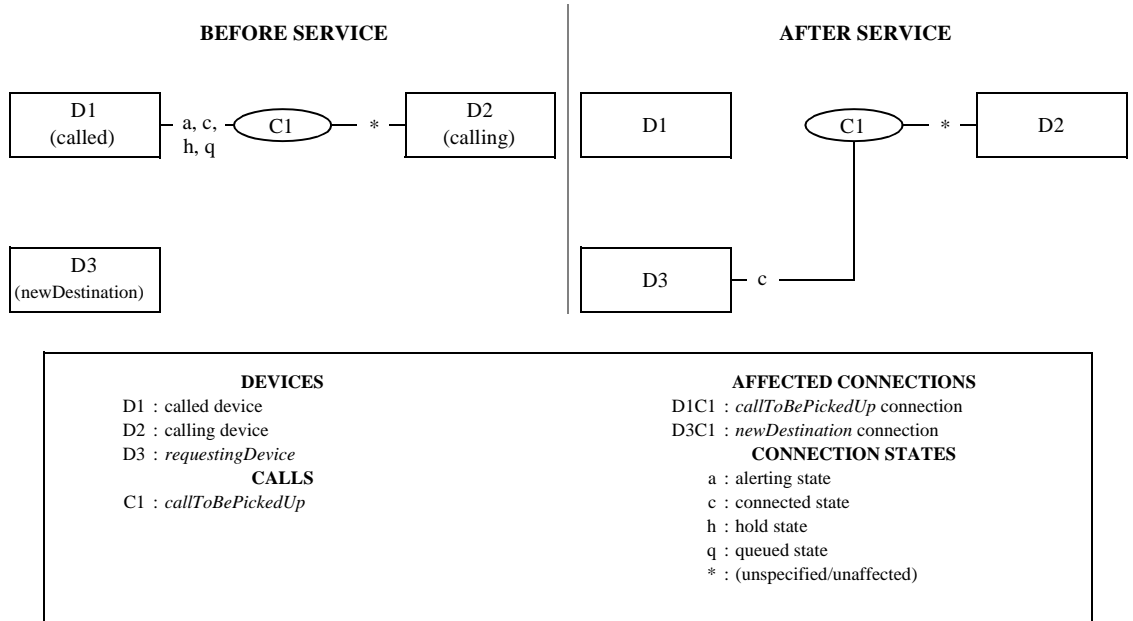 BEFORE SERVICE
AFTER SERVICE
D1
(called)
a, c,
h, q
C1
*
D2
(calling)
D3
(newDestination)
D1
C1
*
D2
D3
c
DEVICES
D1 : called device
D2 : calling device
D3 : requestingDevice
CALLS
C1 : callToBePickedUp
AFFECTED CONNECTIONS
D1C1 : callToBePickedUp connection
D3C1 : newDestination connection
CONNECTION STATES
a : alerting state
c : connected state
h : hold state
q : queued state
* : (unspecified/unaffected)